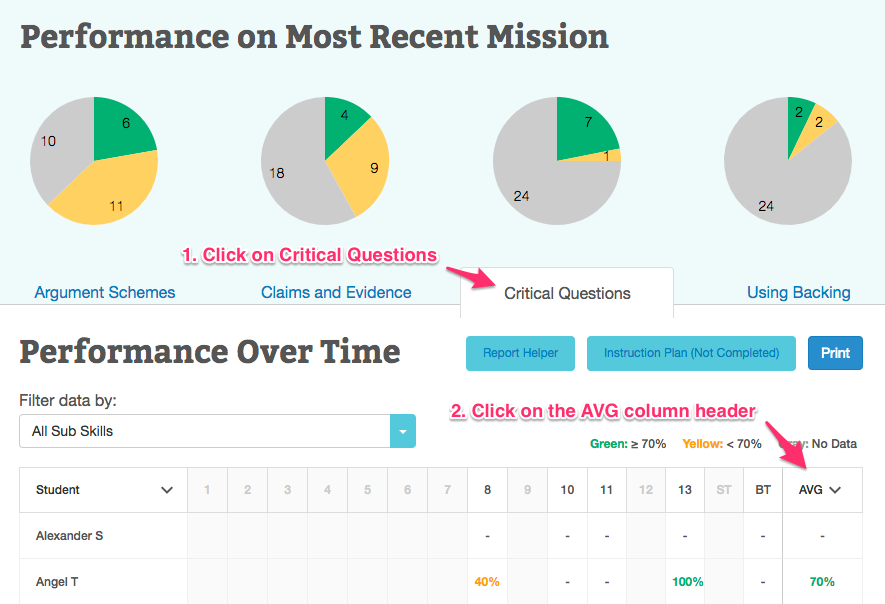 Performance on Most Recent Mission
6
10
11
4
9
18
7
1
24
2
2
24
1. Click on Critical Questions
Argument Schemes
Claims and Evidence
Critical Questions
Using Backing
Performance Over Time
Report Helper
Instruction Plan (Not Completed)
Print
Filter data by:
All Sub Skills
2. Click on the AVG column header
Green: ≥ 70% Yellow: < 70% Gray: No Data
Student 1 2 3 4 5 6 7 8 9 10 11 12 13 ST BT AVG
Alexander S - - - - - -
Angel T 40% - - 100% - 70%